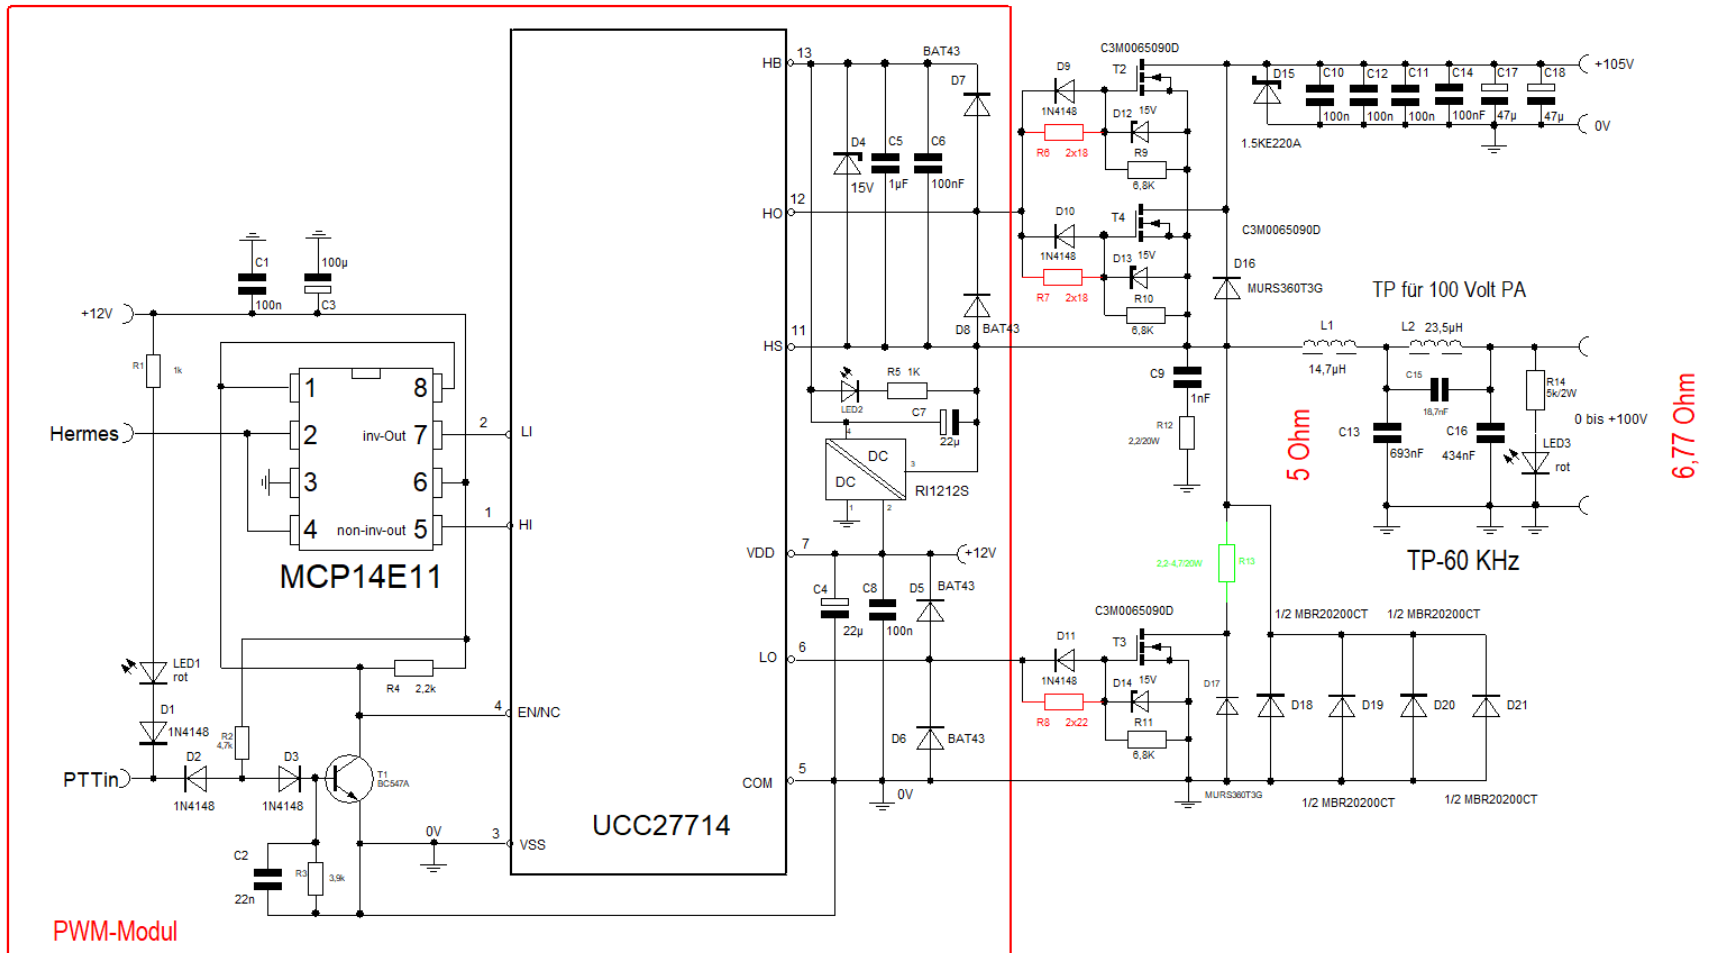 HB
13
BAT43
D7
D4
15V
C5
1µF
C6
100nF
HO
12
HS
11
D8
BAT43
LED2
R5 1K
C7
22µ
4
DC
DC
3
RI1212S
1
2
VDD
7
+12V
C4
22µ
C8
100n
D5
BAT43
LO
6
D6
BAT43
COM
5
0V
C1
100n
100µ
C3
+12V
R1
1k
1
2
3
4
8
7
6
5
inv-Out
non-inv-out
MCP14E11
Hermes
2
LI
1
HI
4
EN/NC
3
VSS
0V
UCC27714
LED1
rot
D1
1N4148
R4 2,2k
R2
4,7k
PTTin
D2
1N4148
D3
1N4148
T1
BC547A
C2
22n
R3
3,9k
PWM-Modul
C3M0065090D
D9
1N4148
T2
R6 2x18
D12
15V
R9
6,8K
D10
1N4148
T4
C3M0065090D
R7 2x18
D13
15V
R10
6,8K
D16
MURS360T3G
D15
1.5KE220A
C10
100n
C12
100n
C11
100n
C14
100nF
C17
47µ
C18
47µ
+105V
0V
TP für 100 Volt PA
L1
14,7µH
L2 23,5µH
C9
1nF
R12
2,2/20W
5 Ohm
C15
18,7nF
C13
693nF
C16
434nF
R14
5k/2W
LED3
rot
0 bis +100V
6,77 Ohm
TP-60 KHz
2,2-4,7/20W
R13
C3M0065090D
D11
1N4148
T3
R8 2x22
D14
15V
R11
6,8K
D17
MURS360T3G
1/2 MBR20200CT
1/2 MBR20200CT
D18
D19
D20
D21
1/2 MBR20200CT
1/2 MBR20200CT